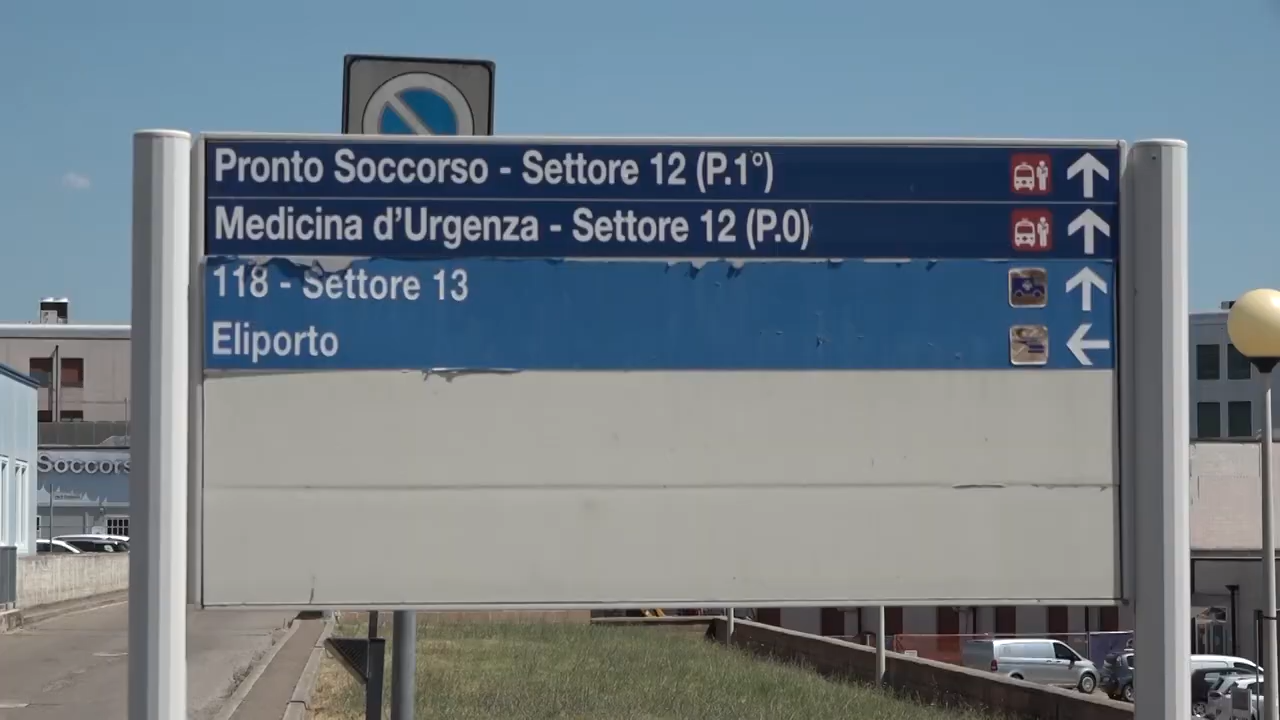 Pronto Soccorso - Settore 12 (P.1°)
Medicina d'Urgenza - Settore 12 (P.0)
118 - Settore 13
Eliporto
Soccors